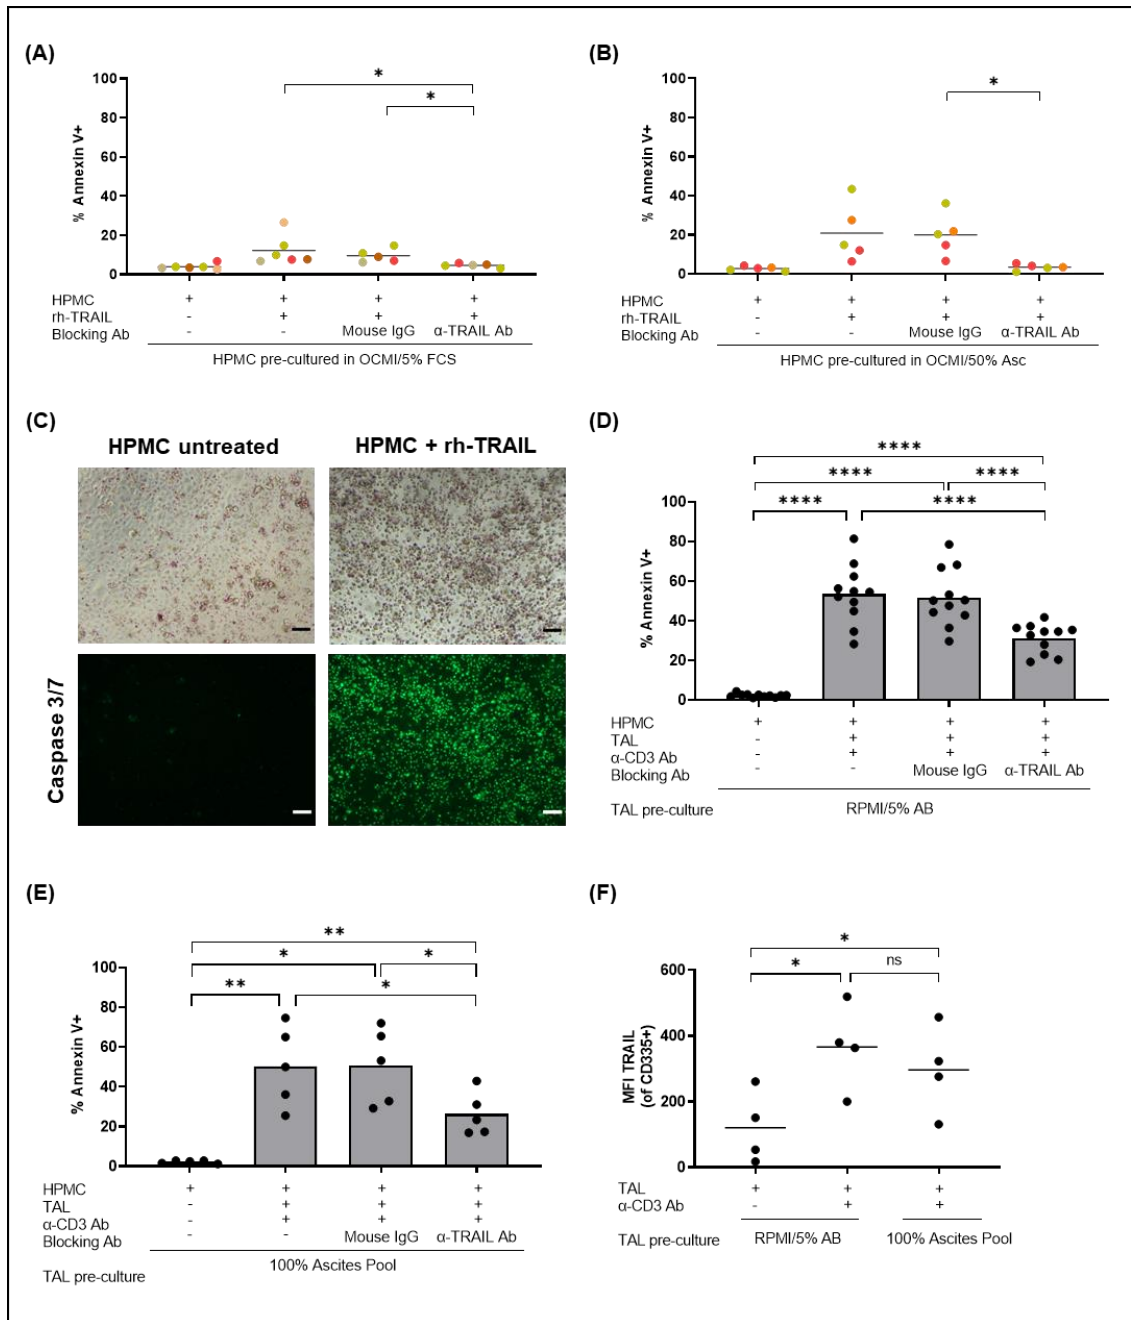 (A)
(B)
*
*
*
100
80
60
40
20
0
% Annexin V+
100
80
60
40
20
0
% Annexin V+
HPMC + + + +
rh-TRAIL - + + +
Blocking Ab - - Mouse IgG α-TRAIL Ab
HPMC pre-cultured in OCMI/5% FCS
HPMC + + + +
rh-TRAIL - + + +
Blocking Ab - - Mouse IgG α-TRAIL Ab
HPMC pre-cultured in OCMI/50% Asc
(C)
HPMC untreated HPMC + rh-TRAIL
Caspase 3/7
(D)
****
**** ****
**** ****
100
80
60
40
20
0
% Annexin V+
HPMC + + + +
TAL - + + +
α-CD3 Ab - + + +
Blocking Ab - - Mouse IgG α-TRAIL Ab
TAL pre-culture RPMI/5% AB
(E)
**
* *
** *
100
80
60
40
20
0
% Annexin V+
HPMC + + + +
TAL - + + +
α-CD3 Ab - + + +
Blocking Ab - - Mouse IgG α-TRAIL Ab
TAL pre-culture 100% Ascites Pool
(F)
*
* ns
600
400
200
0
MFI TRAIL
(of CD335+)
TAL + + +
α-CD3 Ab - + +
TAL pre-culture RPMI/5% AB 100% Ascites Pool